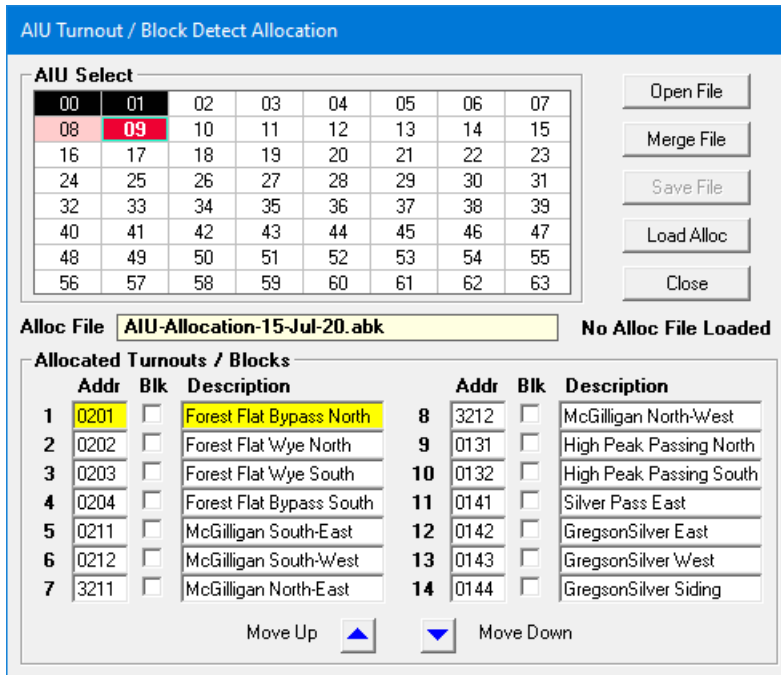 AIU Turnout / Block Detect Allocation
AIU Select
00 01 02 03 04 05 06 07
08 09 10 11 12 13 14 15
16 17 18 19 20 21 22 23
24 25 26 27 28 29 30 31
32 33 34 35 36 37 38 39
40 41 42 43 44 45 46 47
48 49 50 51 52 53 54 55
56 57 58 59 60 61 62 63
Open File
Merge File
Save File
Load Alloc
Close
Alloc File AIU-Allocation-15-Jul-20.abk No Alloc File Loaded
Allocated Turnouts / Blocks
Addr Blk Description Addr Blk Description
1 0201 Forest Flat Bypass North 8 3212 McGilligan North-West
2 0202 Forest Flat Wye North 9 0131 High Peak Passing North
3 0203 Forest Flat Wye South 10 0132 High Peak Passing South
4 0204 Forest Flat Bypass South 11 0141 Silver Pass East
5 0211 McGilligan South-East 12 0142 GregsonSilver East
6 0212 McGilligan South-West 13 0143 GregsonSilver West
7 3211 McGilligan North-East 14 0144 GregsonSilver Siding
Move Up Move Down